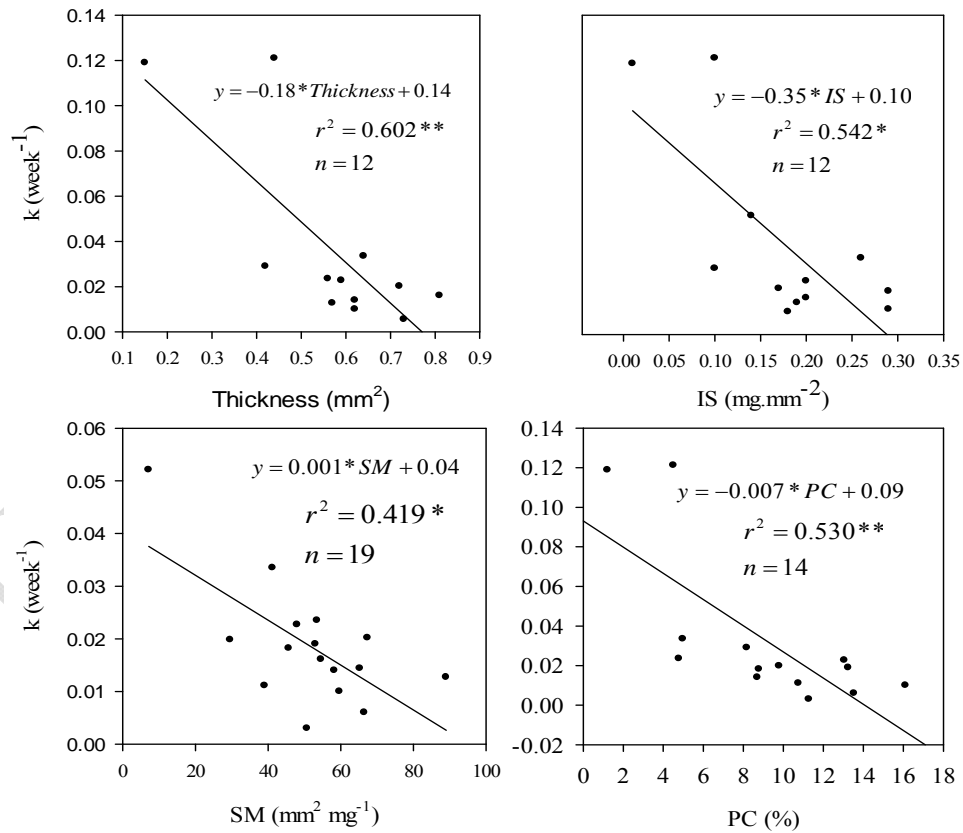 0.14
0.12
0.10
0.08
0.06
0.04
0.02
0.00
k (week⁻¹)
y = −0.18* Thickness + 0.14
r² = 0.602 **
n = 12
0.1 0.2 0.3 0.4 0.5 0.6 0.7 0.8 0.9
Thickness (mm²)
y = −0.35 * IS + 0.10
r² = 0.542 *
n = 12
0.00 0.05 0.10 0.15 0.20 0.25 0.30 0.35
IS (mg.mm⁻²)
0.06
0.05
0.04
0.03
0.02
0.01
0.00
k (week⁻¹)
y = 0.001* SM + 0.04
r² = 0.419 *
n = 19
0 20 40 60 80 100
SM (mm² mg⁻¹)
0.14
0.12
0.10
0.08
0.06
0.04
0.02
0.00
-0.02
y = −0.007 * PC + 0.09
r² = 0.530 **
n = 14
0 2 4 6 8 10 12 14 16 18
PC (%)